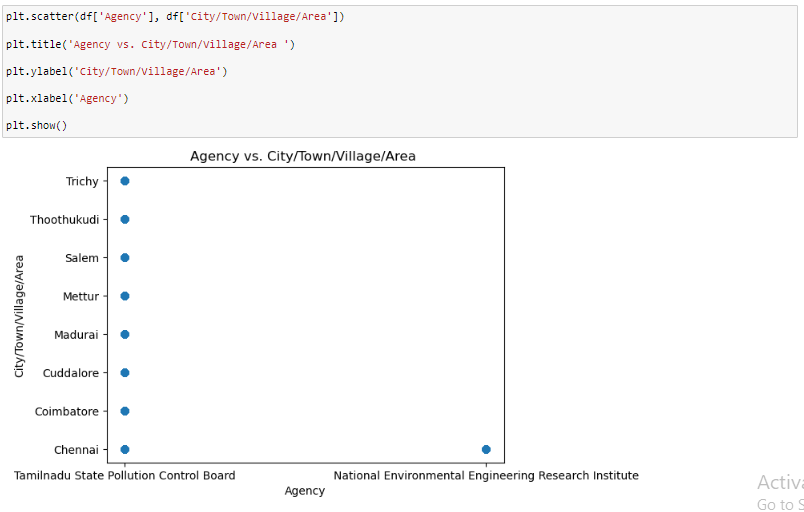 plt.scatter(df['Agency'], df['City/Town/Village/Area'])
plt.title('Agency vs. City/Town/Village/Area ')
plt.ylabel('City/Town/Village/Area')
plt.xlabel('Agency')
plt.show()
Agency vs. City/Town/Village/Area
City/Town/Village/Area
Trichy
Thoothukudi
Salem
Mettur
Madurai
Cuddalore
Coimbatore
Chennai
Tamilnadu State Pollution Control Board National Environmental Engineering Research Institute
Agency
Activa
Go to S